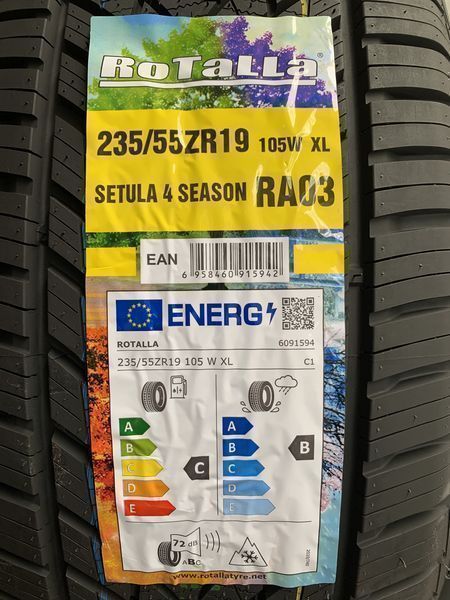 RoTalla®
235/55ZR19 105W XL
SETULA 4 SEASON RA03
EAN
6 958460 915942
ENERG
ROTALLA 6091594
235/55ZR19 105 W XL C1
A A
B B B
C C C
D D
E E
72 dB
ABC
www.rotallatyre.net